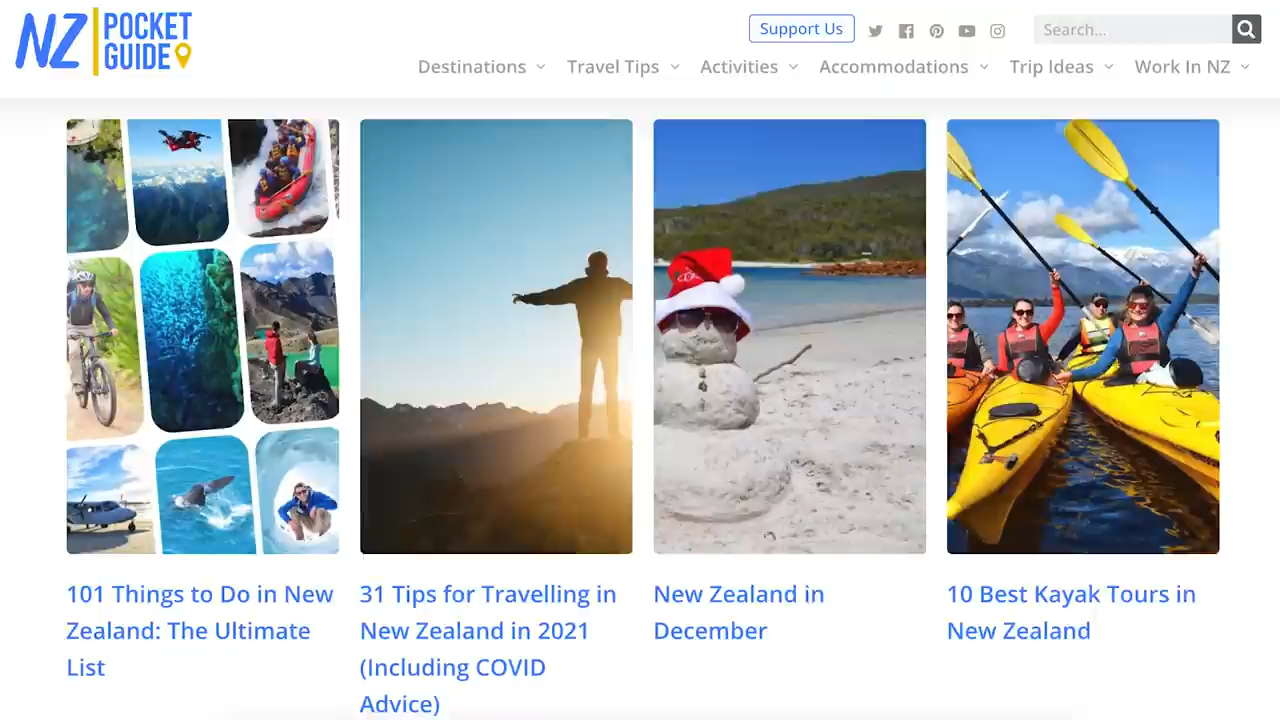 NZ POCKET GUIDE
Support Us
Search...
Destinations
Travel Tips
Activities
Accommodations
Trip Ideas
Work In NZ
101 Things to Do in New
Zealand: The Ultimate
List
31 Tips for Travelling in
New Zealand in 2021
(Including COVID
Advice)
New Zealand in
December
10 Best Kayak Tours in
New Zealand